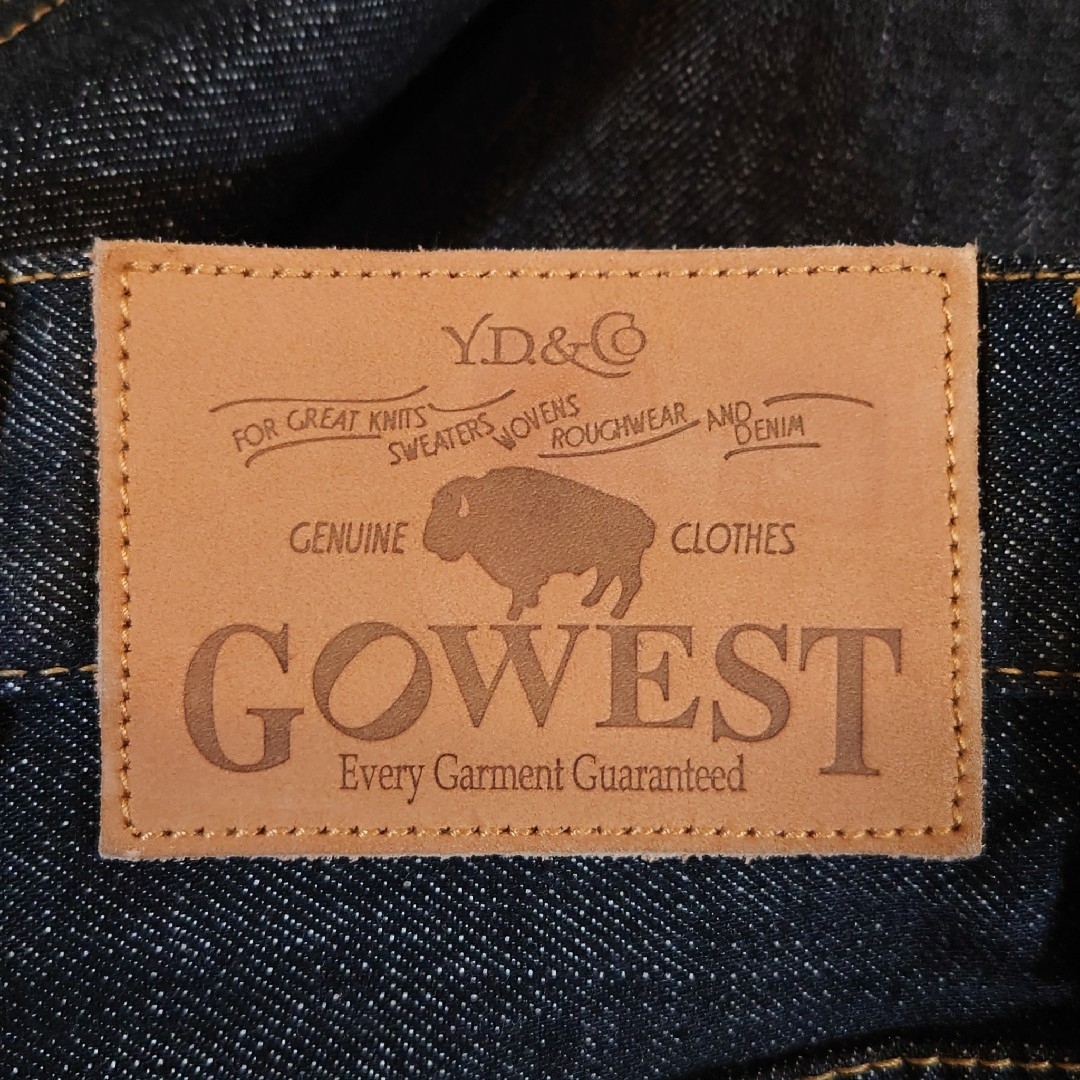 Y.D.&Co
FOR GREAT KNITS SWEATERS WOVENS ROUGHWEAR AND DENIM
GENUINE CLOTHES
GOWEST
Every Garment Guaranteed